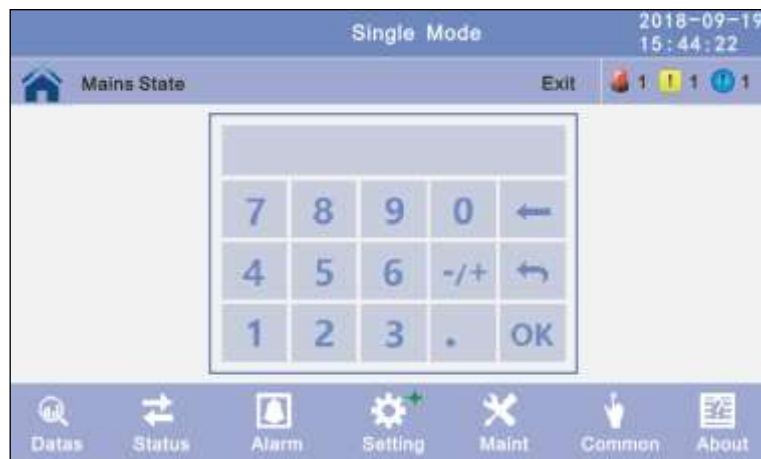 Single Mode
2018-09-19
15:44:22
Mains State
Exit
1
1
1
7 8 9 0
4 5 6 -/+
1 2 3 . OK
Datas Status Alarm Setting Maint Common About